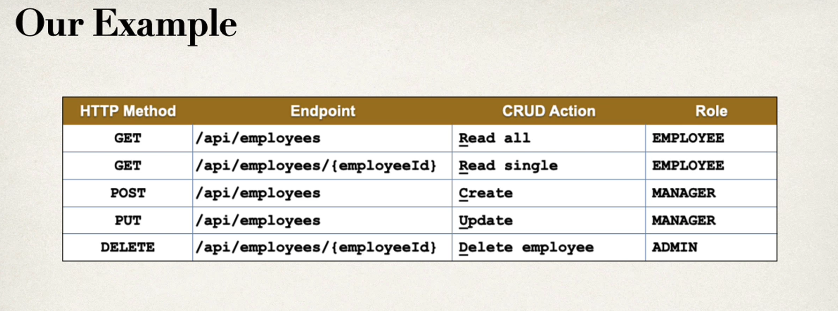 Our Example
HTTP Method Endpoint CRUD Action Role
GET /api/employees Read all EMPLOYEE
GET /api/employees/{employeeId} Read single EMPLOYEE
POST /api/employees Create MANAGER
PUT /api/employees Update MANAGER
DELETE /api/employees/{employeeId} Delete employee ADMIN